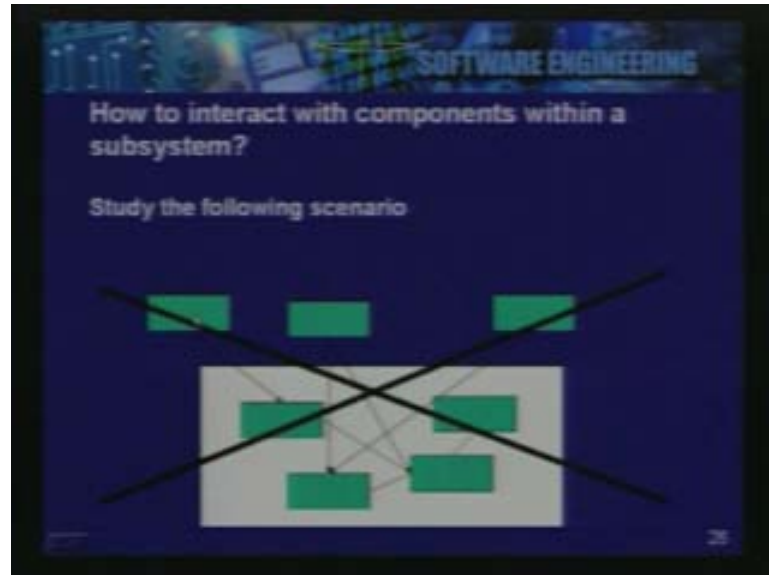 SOFTWARE ENGINEERING
How to interact with components within a
subsystem?
Study the following scenario